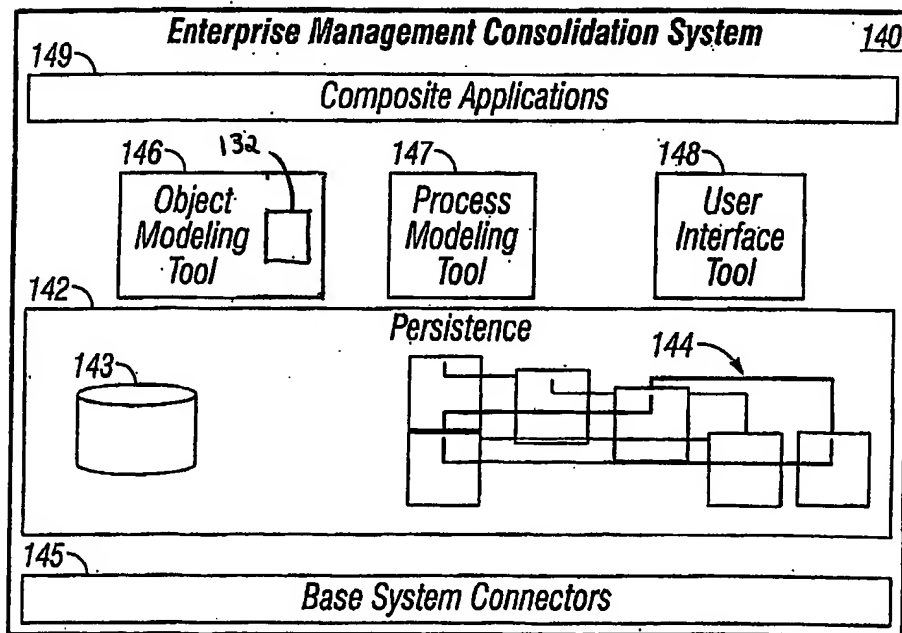 Enterprise Management Consolidation System 140
149
Composite Applications
146 132 147 148
Object Modeling Tool
Process Modeling Tool
User Interface Tool
142
Persistence
143
144
145
Base System Connectors